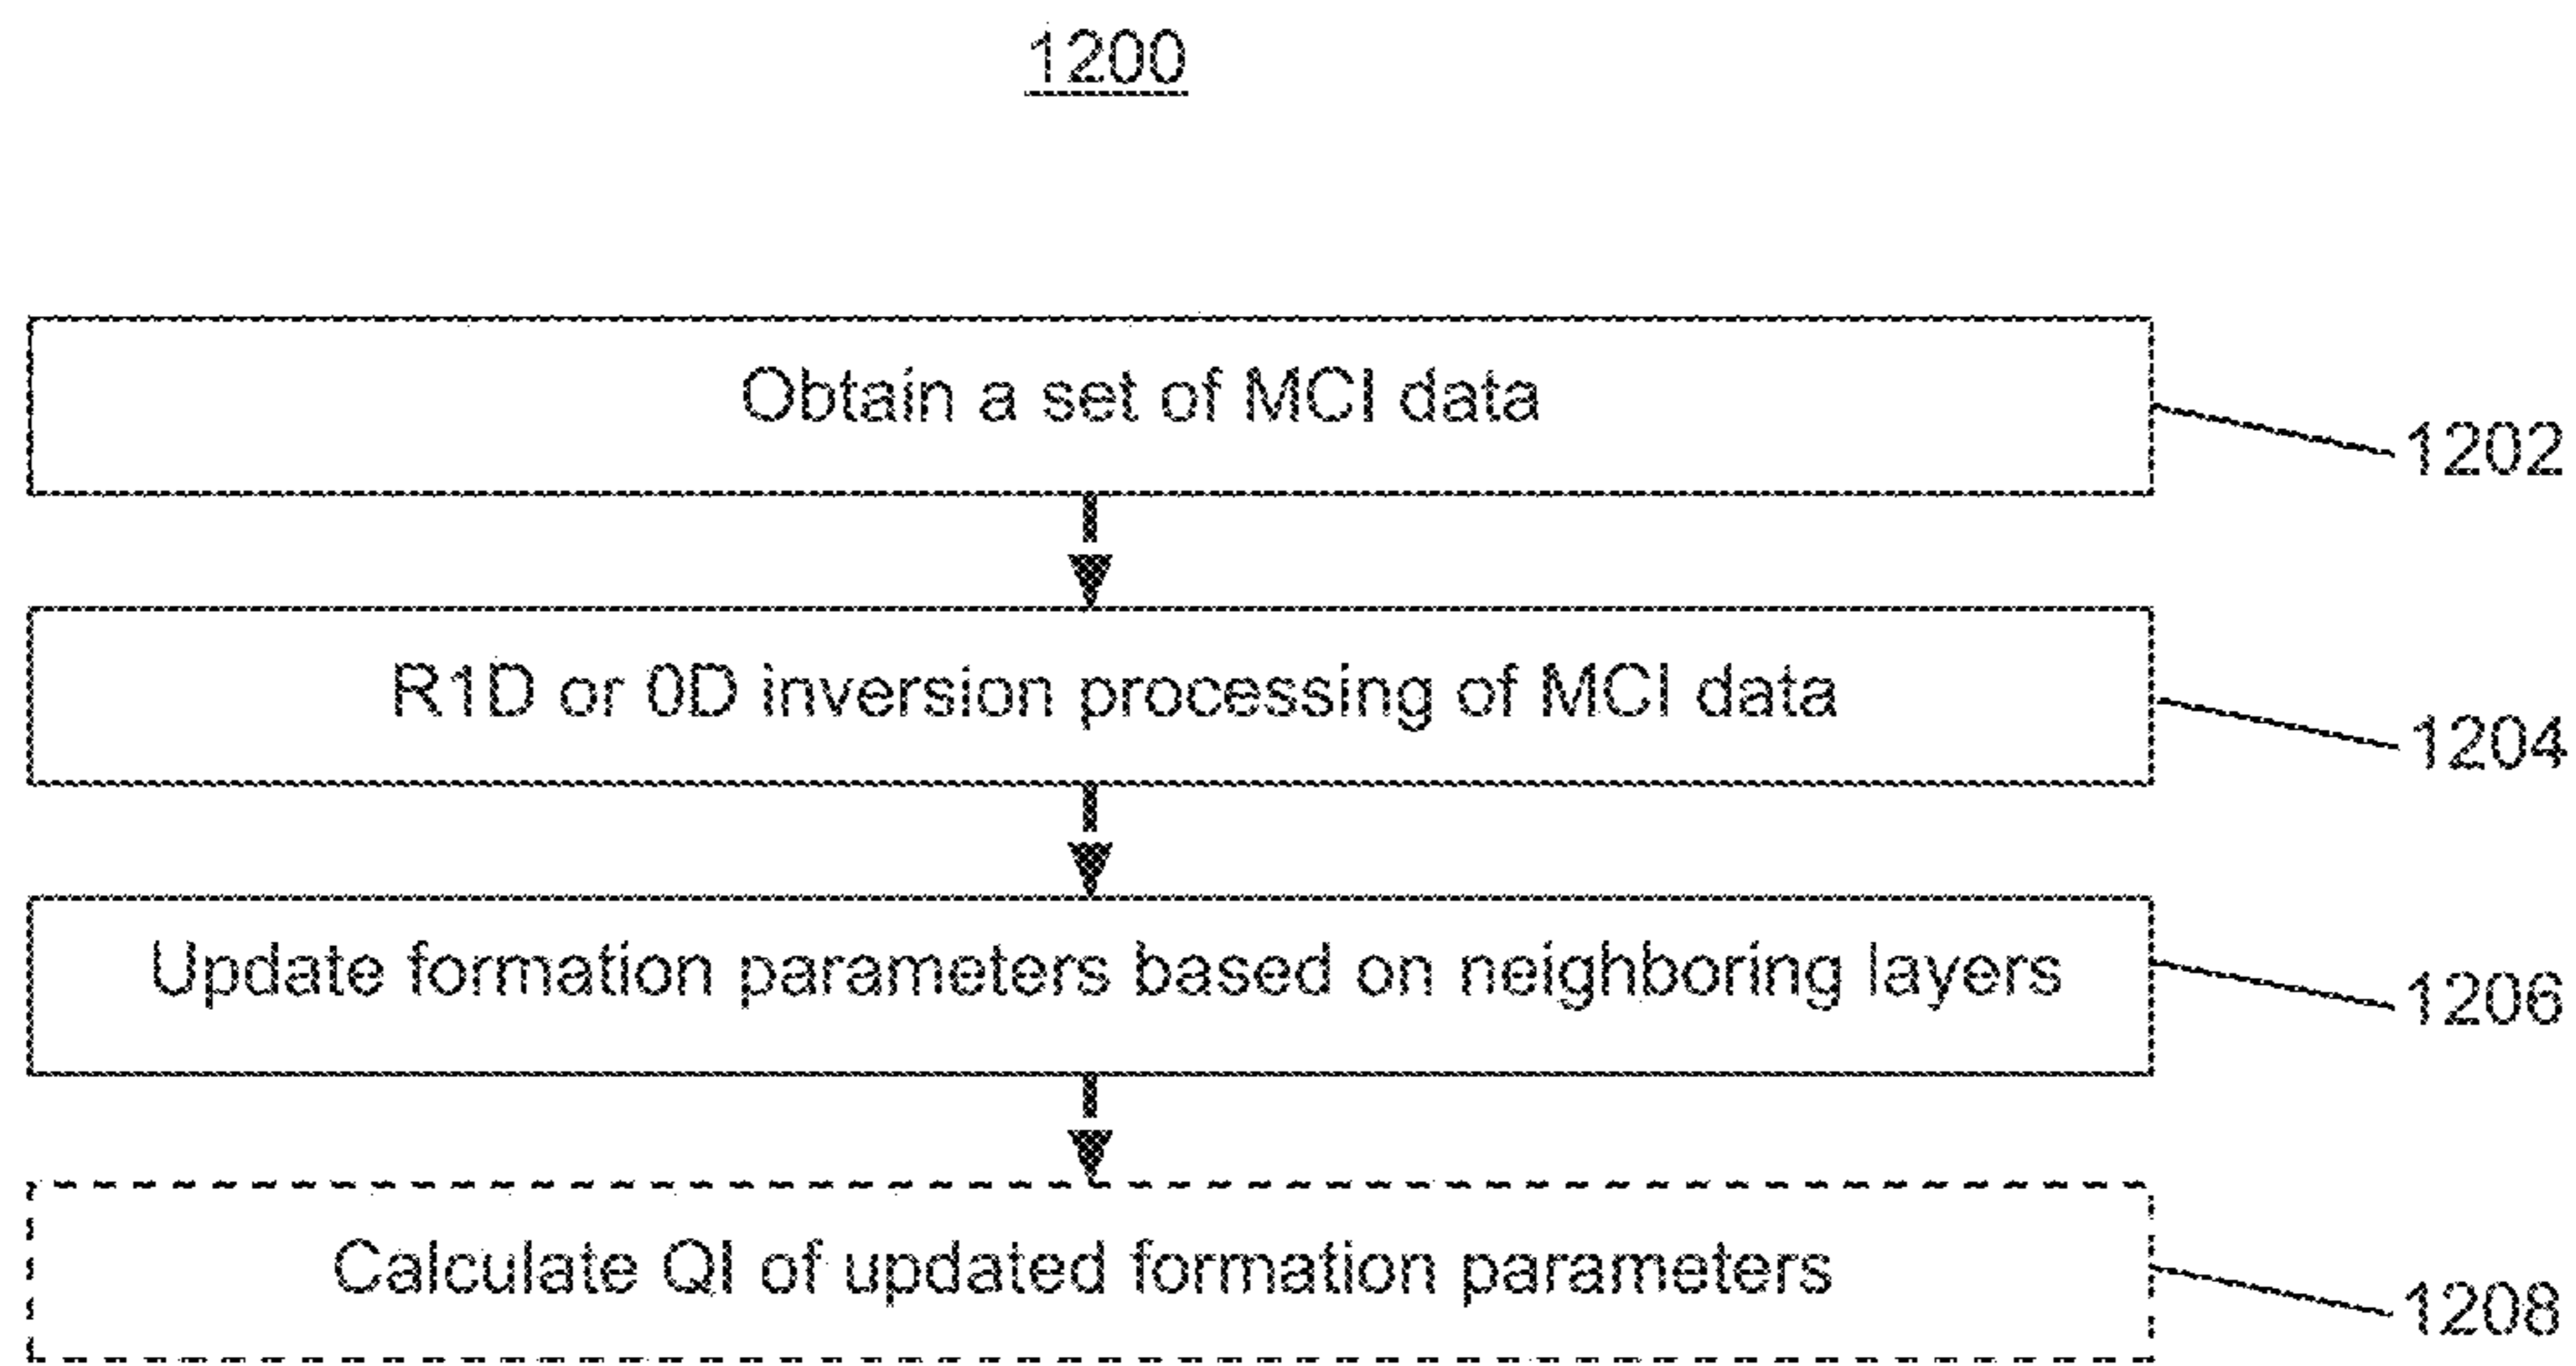 1200
Obtain a set of MCI data
1202
R1D or 0D inversion processing of MCI data
1204
Update formation parameters based on neighboring layers
1206
Calculate QI of updated formation parameters
1208